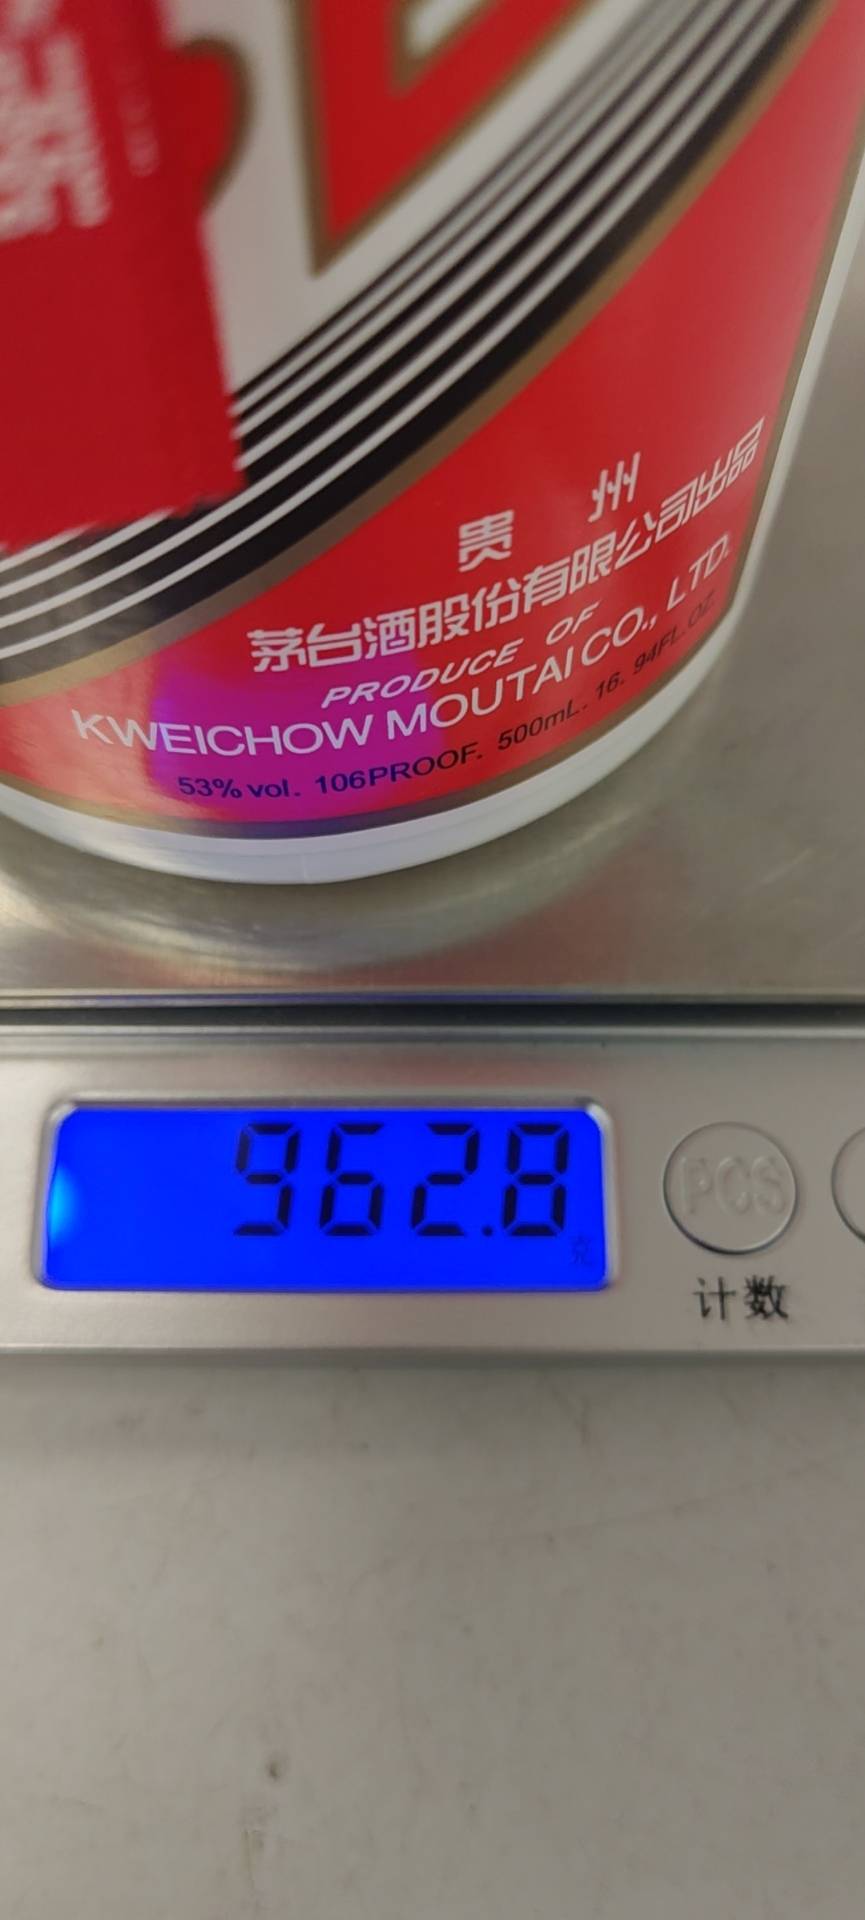 贵州
茅台酒股份有限公司出品
PRODUCE OF
KWEICHOW MOUTAI CO., LTD.
53% vol. 106PROOF. 500mL. 16. 94FL. OZ.
962.8
克
PCS
计数